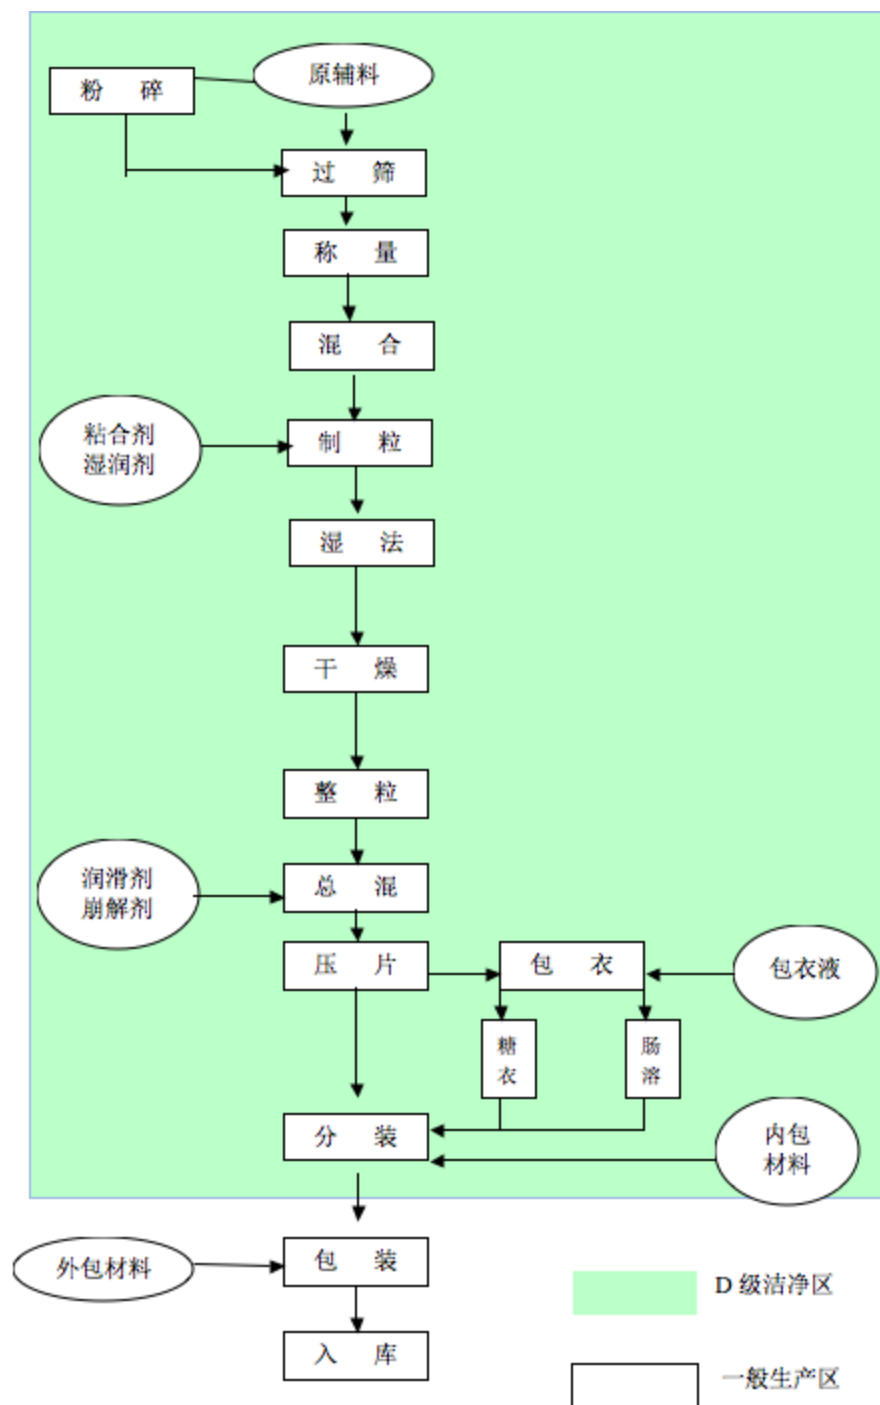 原辅料
粉 碎
过 筛
称 量
混 合
粘合剂
湿润剂
制 粒
湿 法
干 燥
整 粒
润滑剂
崩解剂
总 混
压 片
包 衣
包衣液
糖
衣
肠
溶
分 装
内包
材料
外包材料
包 装
D 级洁净区
入 库
一般生产区